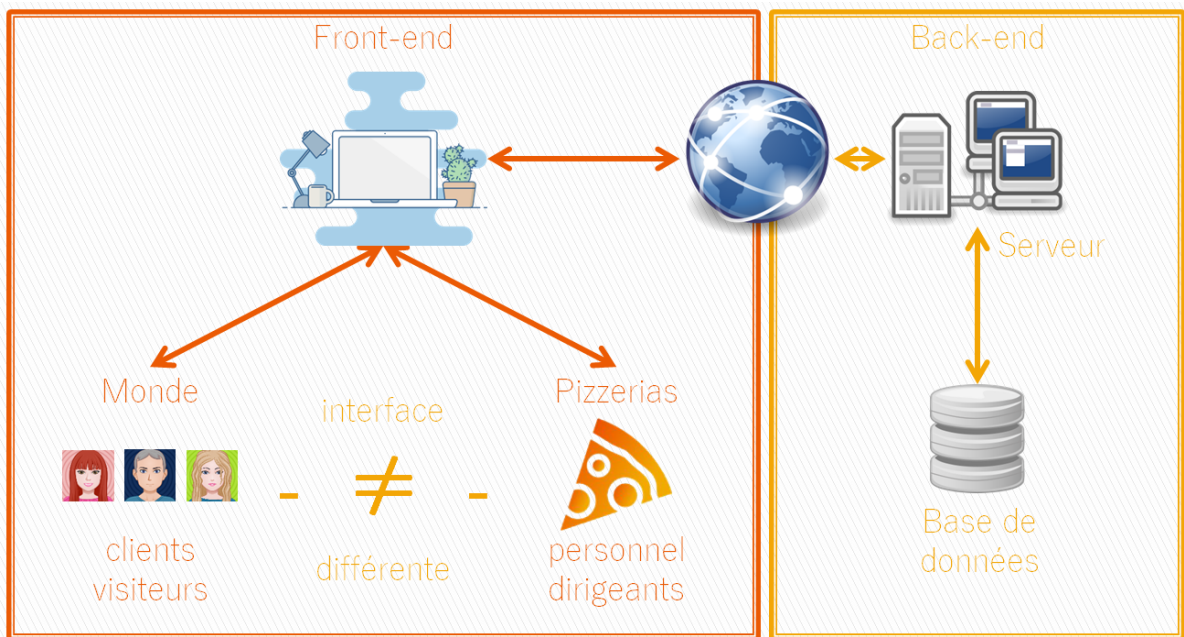 Front-end
Back-end
Serveur
Monde
interface
Pizzerias
- ≠ -
clients
visiteurs
différente
personnel
dirigeants
Base de
données